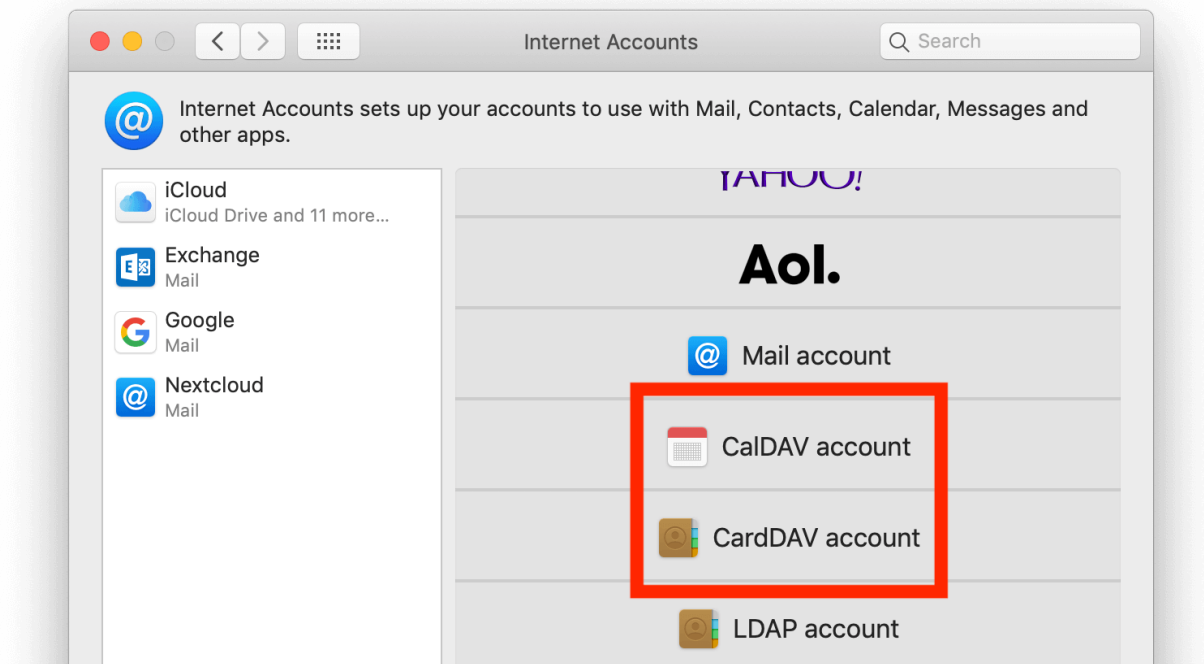 Internet Accounts
Search
Internet Accounts sets up your accounts to use with Mail, Contacts, Calendar, Messages and
other apps.
iCloud
iCloud Drive and 11 more...
Exchange
Mail
Google
Mail
Nextcloud
Mail
YAHOO!
Aol.
Mail account
CalDAV account
CardDAV account
LDAP account